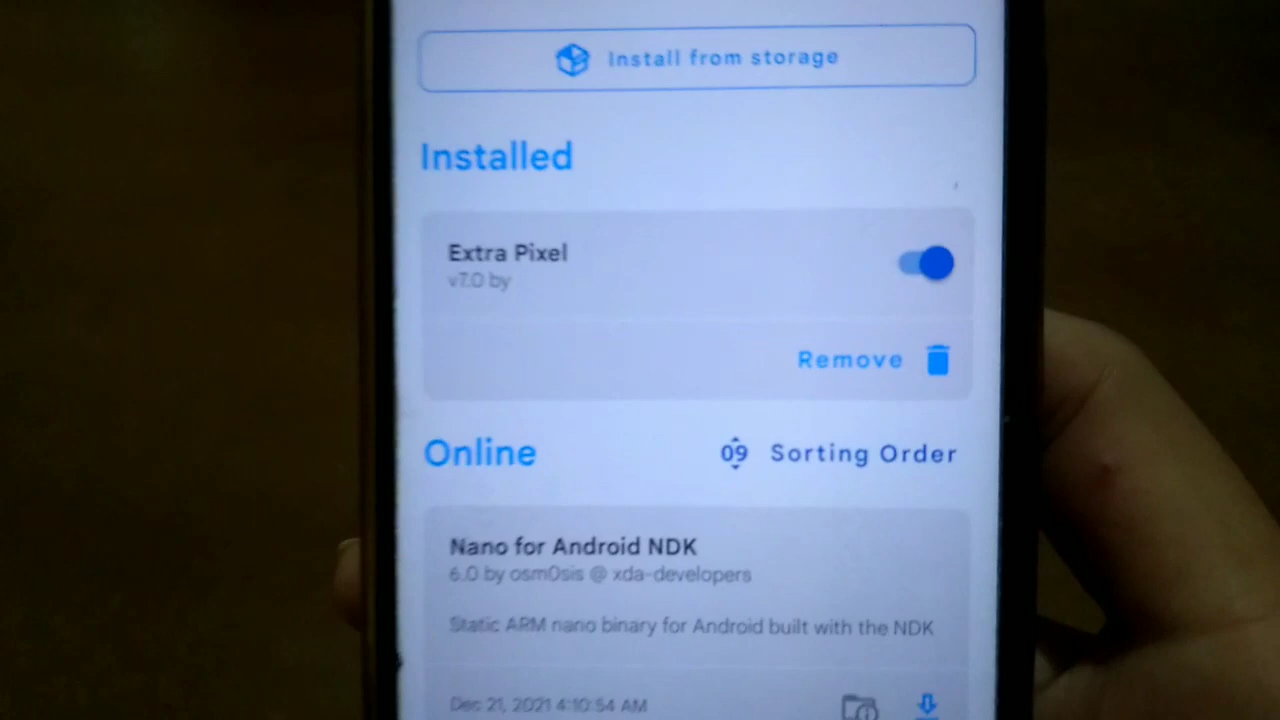 Install from storage
Installed
Extra Pixel
v7.0 by
Remove
Online
09 Sorting Order
Nano for Android NDK
6.0 by osm0sis @ xda-developers
Static ARM nano binary for Android built with the NDK
Dec 21, 2021 4:10:54 AM